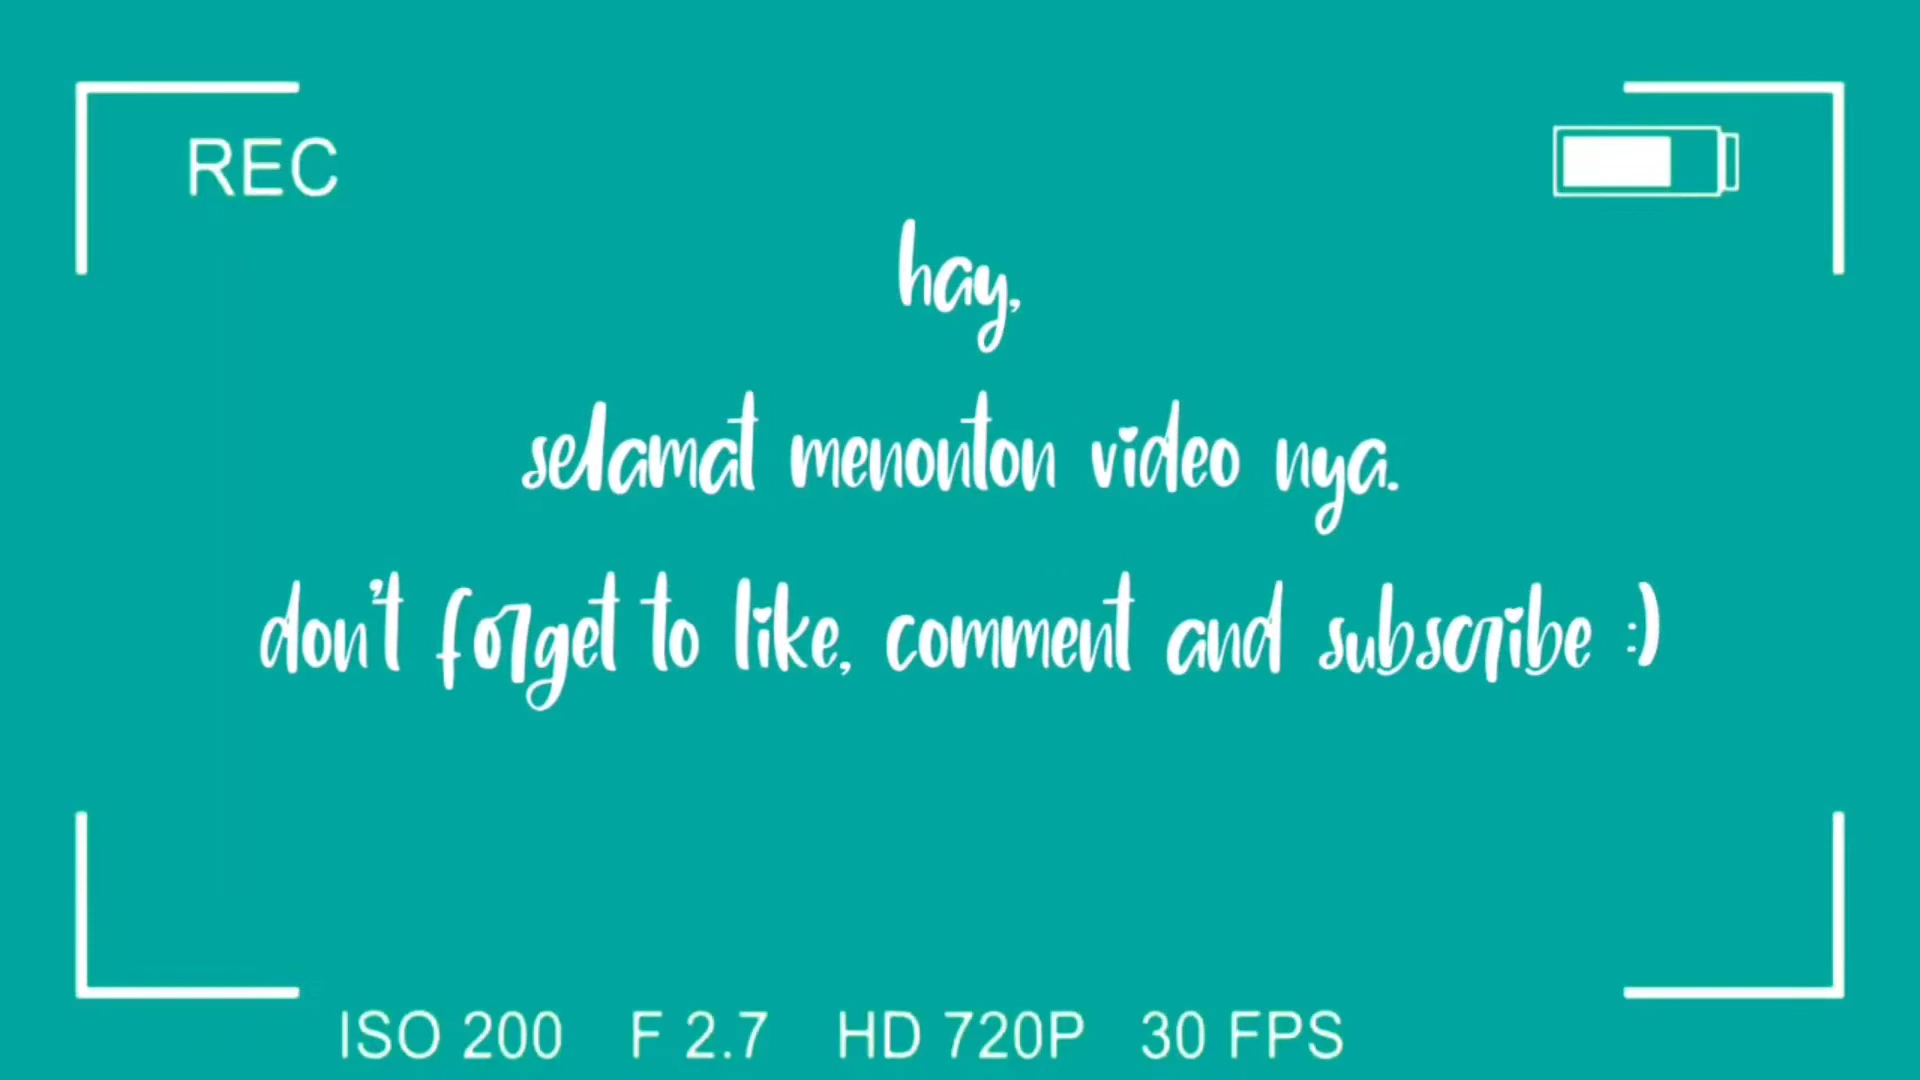 REC
hay,
selamat menonton video nya.
don't forget to like, comment and subscribe :)
ISO 200 F 2.7 HD 720P 30 FPS